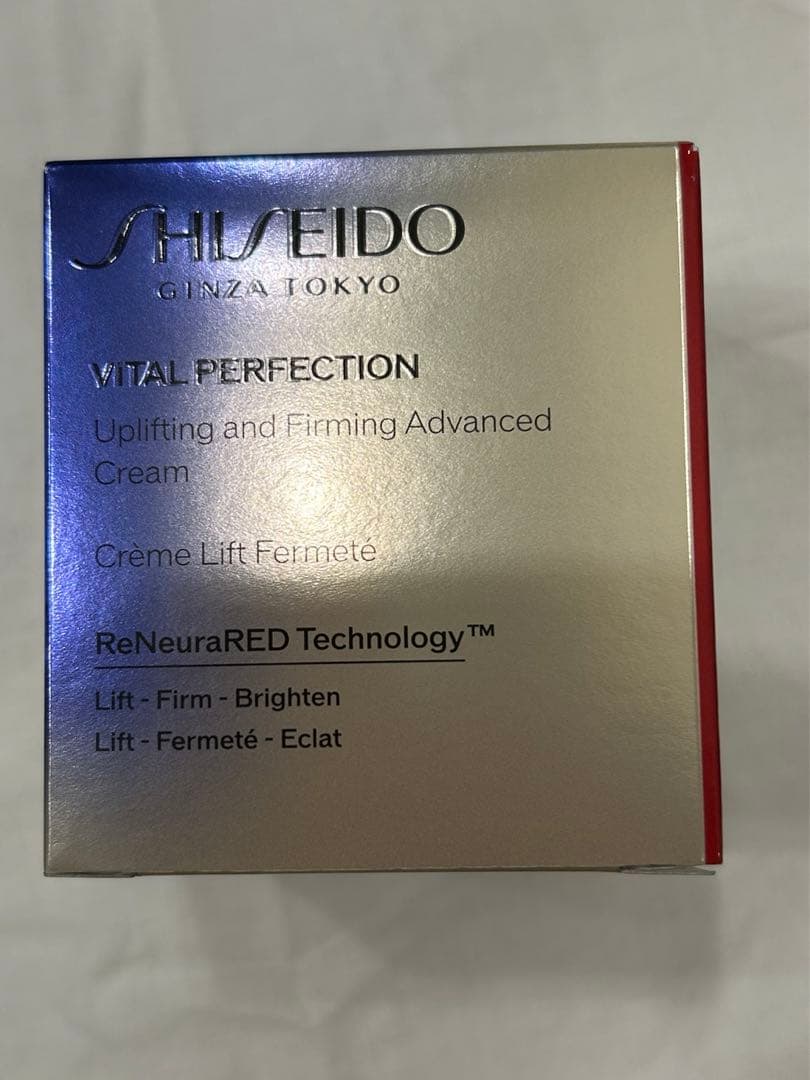 SHISEIDO
GINZA TOKYO
VITAL PERFECTION
Uplifting and Firming Advanced
Cream
Crème Lift Fermeté
ReNeuraRED Technology™
Lift - Firm - Brighten
Lift - Fermeté - Eclat